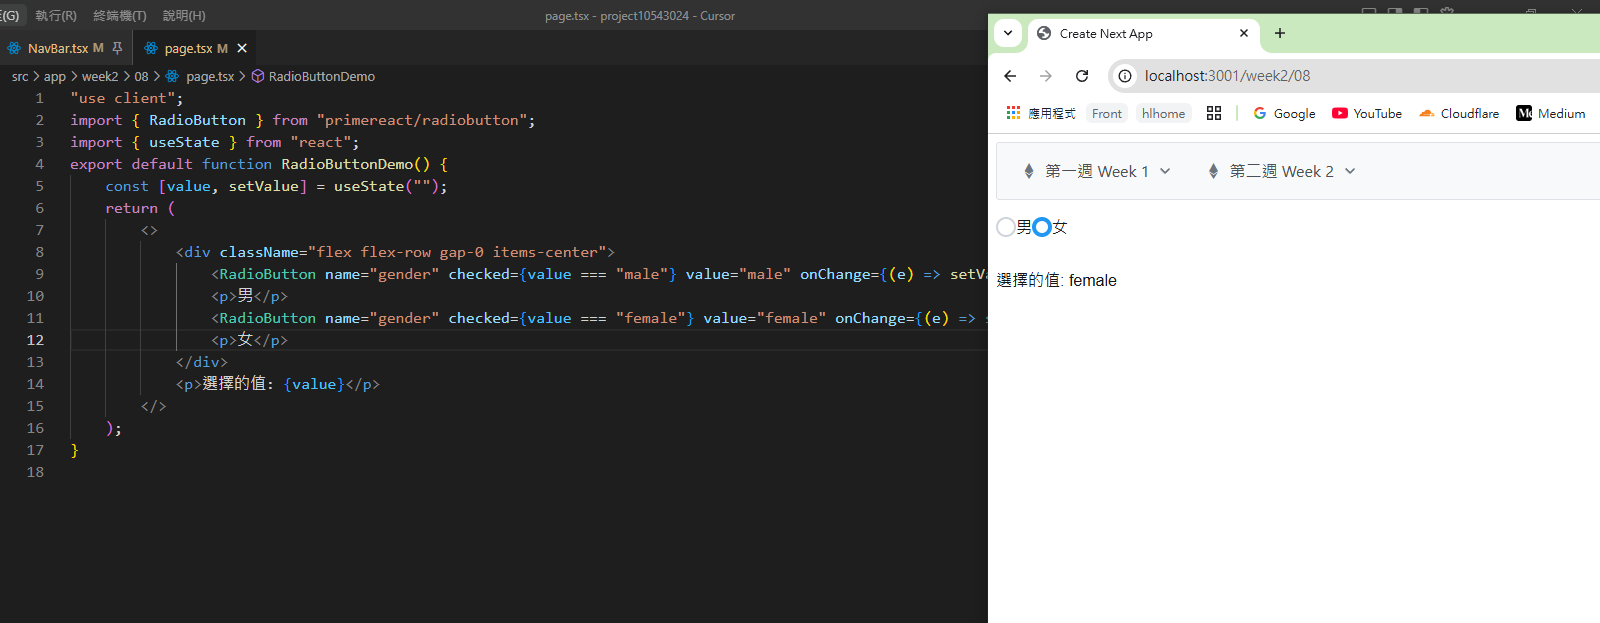 (G) 執行(R) 終端機(T) 說明(H) page.tsx - project10543024 - Cursor
NavBar.tsx M page.tsx M
src > app > week2 > 08 > page.tsx > RadioButtonDemo
1 "use client";
2 import { RadioButton } from "primereact/radiobutton";
3 import { useState } from "react";
4 export default function RadioButtonDemo() {
5 const [value, setValue] = useState("");
6 return (
7 <>
8 <div className="flex flex-row gap-0 items-center">
9 <RadioButton name="gender" checked={value === "male"} value="male" onChange={(e) => setVa
10 <p>男</p>
11 <RadioButton name="gender" checked={value === "female"} value="female" onChange={(e) => s
12 <p>女</p>
13 </div>
14 <p>選擇的值: {value}</p>
15 </>
16 );
17 }
18
Create Next App
localhost:3001/week2/08
應用程式 Front hlhome Google YouTube Cloudflare Medium
第一週 Week 1 第二週 Week 2
男 女
選擇的值: female